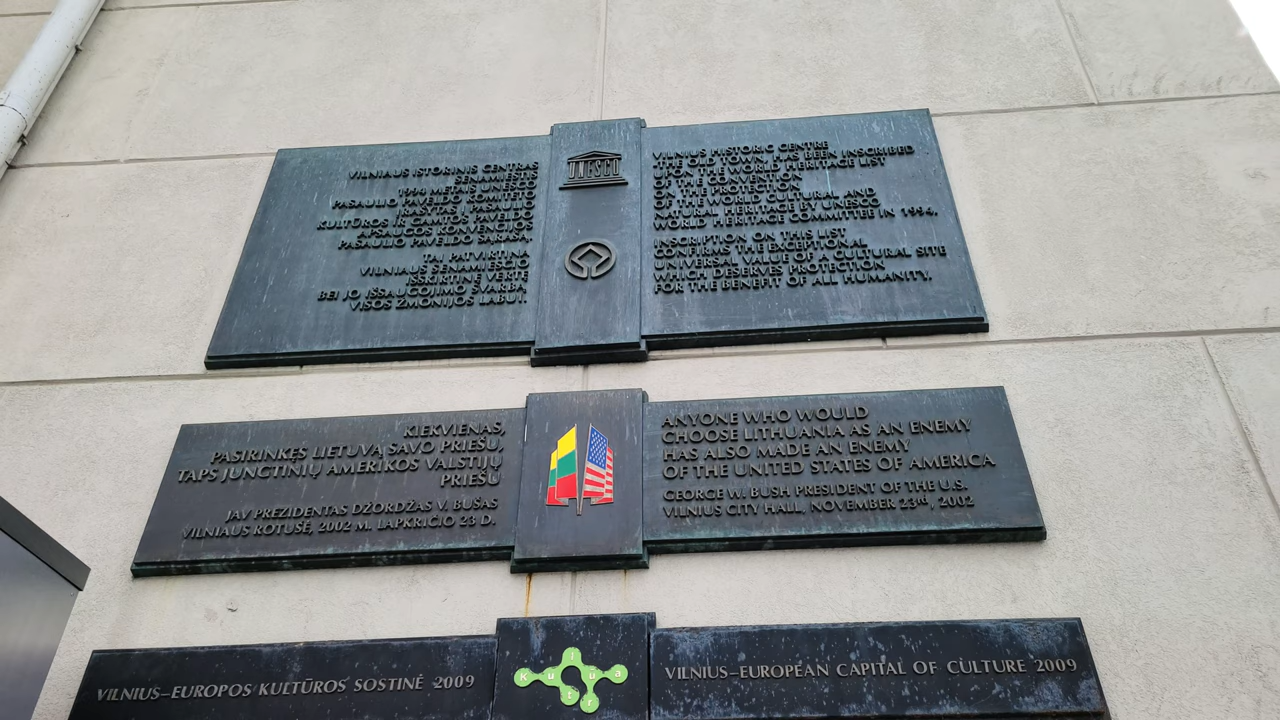 VILNIAUS ISTORINIS CENTRAS
SENAMIESTIS
1994 METAIS UNESCO
PASAULIO PAVELDO KOMITETO
ĮRAŠYTAS Į PASAULIO
KULTŪROS IR GAMTOS PAVELDO
APSAUGOS KONVENCIJOS
PASAULIO PAVELDO SĄRAŠĄ.
TAI PATVIRTINA
VILNIAUS SENAMIESČIO
IŠSKIRTINĘ VERTĘ
BEI JO IŠSAUGOJIMO SVARBĄ
VISOS ŽMONIJOS LABUI.
UNESCO
VILNIUS HISTORIC CENTRE
THE OLD TOWN, HAS BEEN INSCRIBED
UPON THE WORLD HERITAGE LIST
OF THE CONVENTION
ON THE PROTECTION
OF THE WORLD CULTURAL AND
NATURAL HERITAGE BY UNESCO
WORLD HERITAGE COMMITTEE IN 1994.
INSCRIPTION ON THIS LIST
CONFIRMS THE EXCEPTIONAL
UNIVERSAL VALUE OF A CULTURAL SITE
WHICH DESERVES PROTECTION
FOR THE BENEFIT OF ALL HUMANITY.
KIEKVIENAS,
PASIRINKĘS LIETUVĄ SAVO PRIEŠU,
TAPS JUNGTINIŲ AMERIKOS VALSTIJŲ
PRIEŠU
JAV PREZIDENTAS DŽORDŽAS V. BUŠAS
VILNIAUS ROTUŠĖ, 2002 M. LAPKRIČIO 23 D.
ANYONE WHO WOULD
CHOOSE LITHUANIA AS AN ENEMY
HAS ALSO MADE AN ENEMY
OF THE UNITED STATES OF AMERICA
GEORGE W. BUSH PRESIDENT OF THE U.S.
VILNIUS CITY HALL, NOVEMBER 23rd, 2002
VILNIUS–EUROPOS KULTŪROS SOSTINĖ 2009
VILNIUS–EUROPEAN CAPITAL OF CULTURE 2009